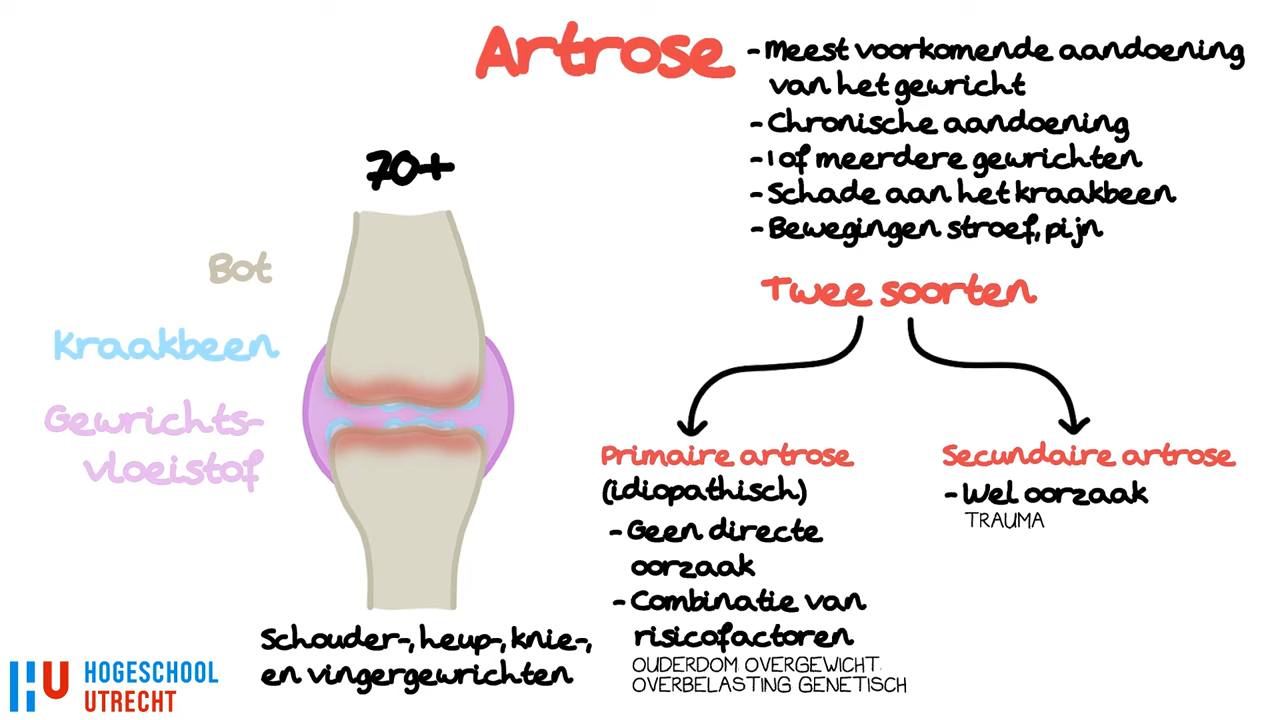 Artrose
- Meest voorkomende aandoening
van het gewricht
- Chronische aandoening
- 1 of meerdere gewrichten
- Schade aan het kraakbeen
- Bewegingen stroef, pijn
70+
Bot
Kraakbeen
Gewrichts-
vloeistof
Schouder-, heup-, knie-,
en vingergewrichten
Twee soorten
Primaire artrose
(idiopathisch)
- Geen directe
oorzaak
- Combinatie van
risicofactoren
OUDERDOM OVERGEWICHT
OVERBELASTING GENETISCH
Secundaire artrose
- Wel oorzaak
TRAUMA
HU HOGESCHOOL
UTRECHT